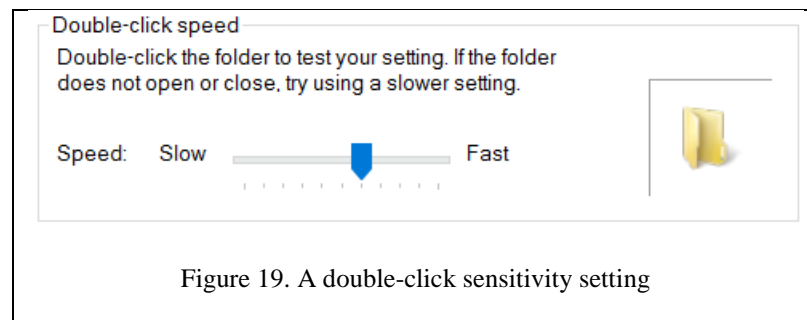 Double-click speed
Double-click the folder to test your setting. If the folder
does not open or close, try using a slower setting.
Speed: Slow Fast
Figure 19. A double-click sensitivity setting